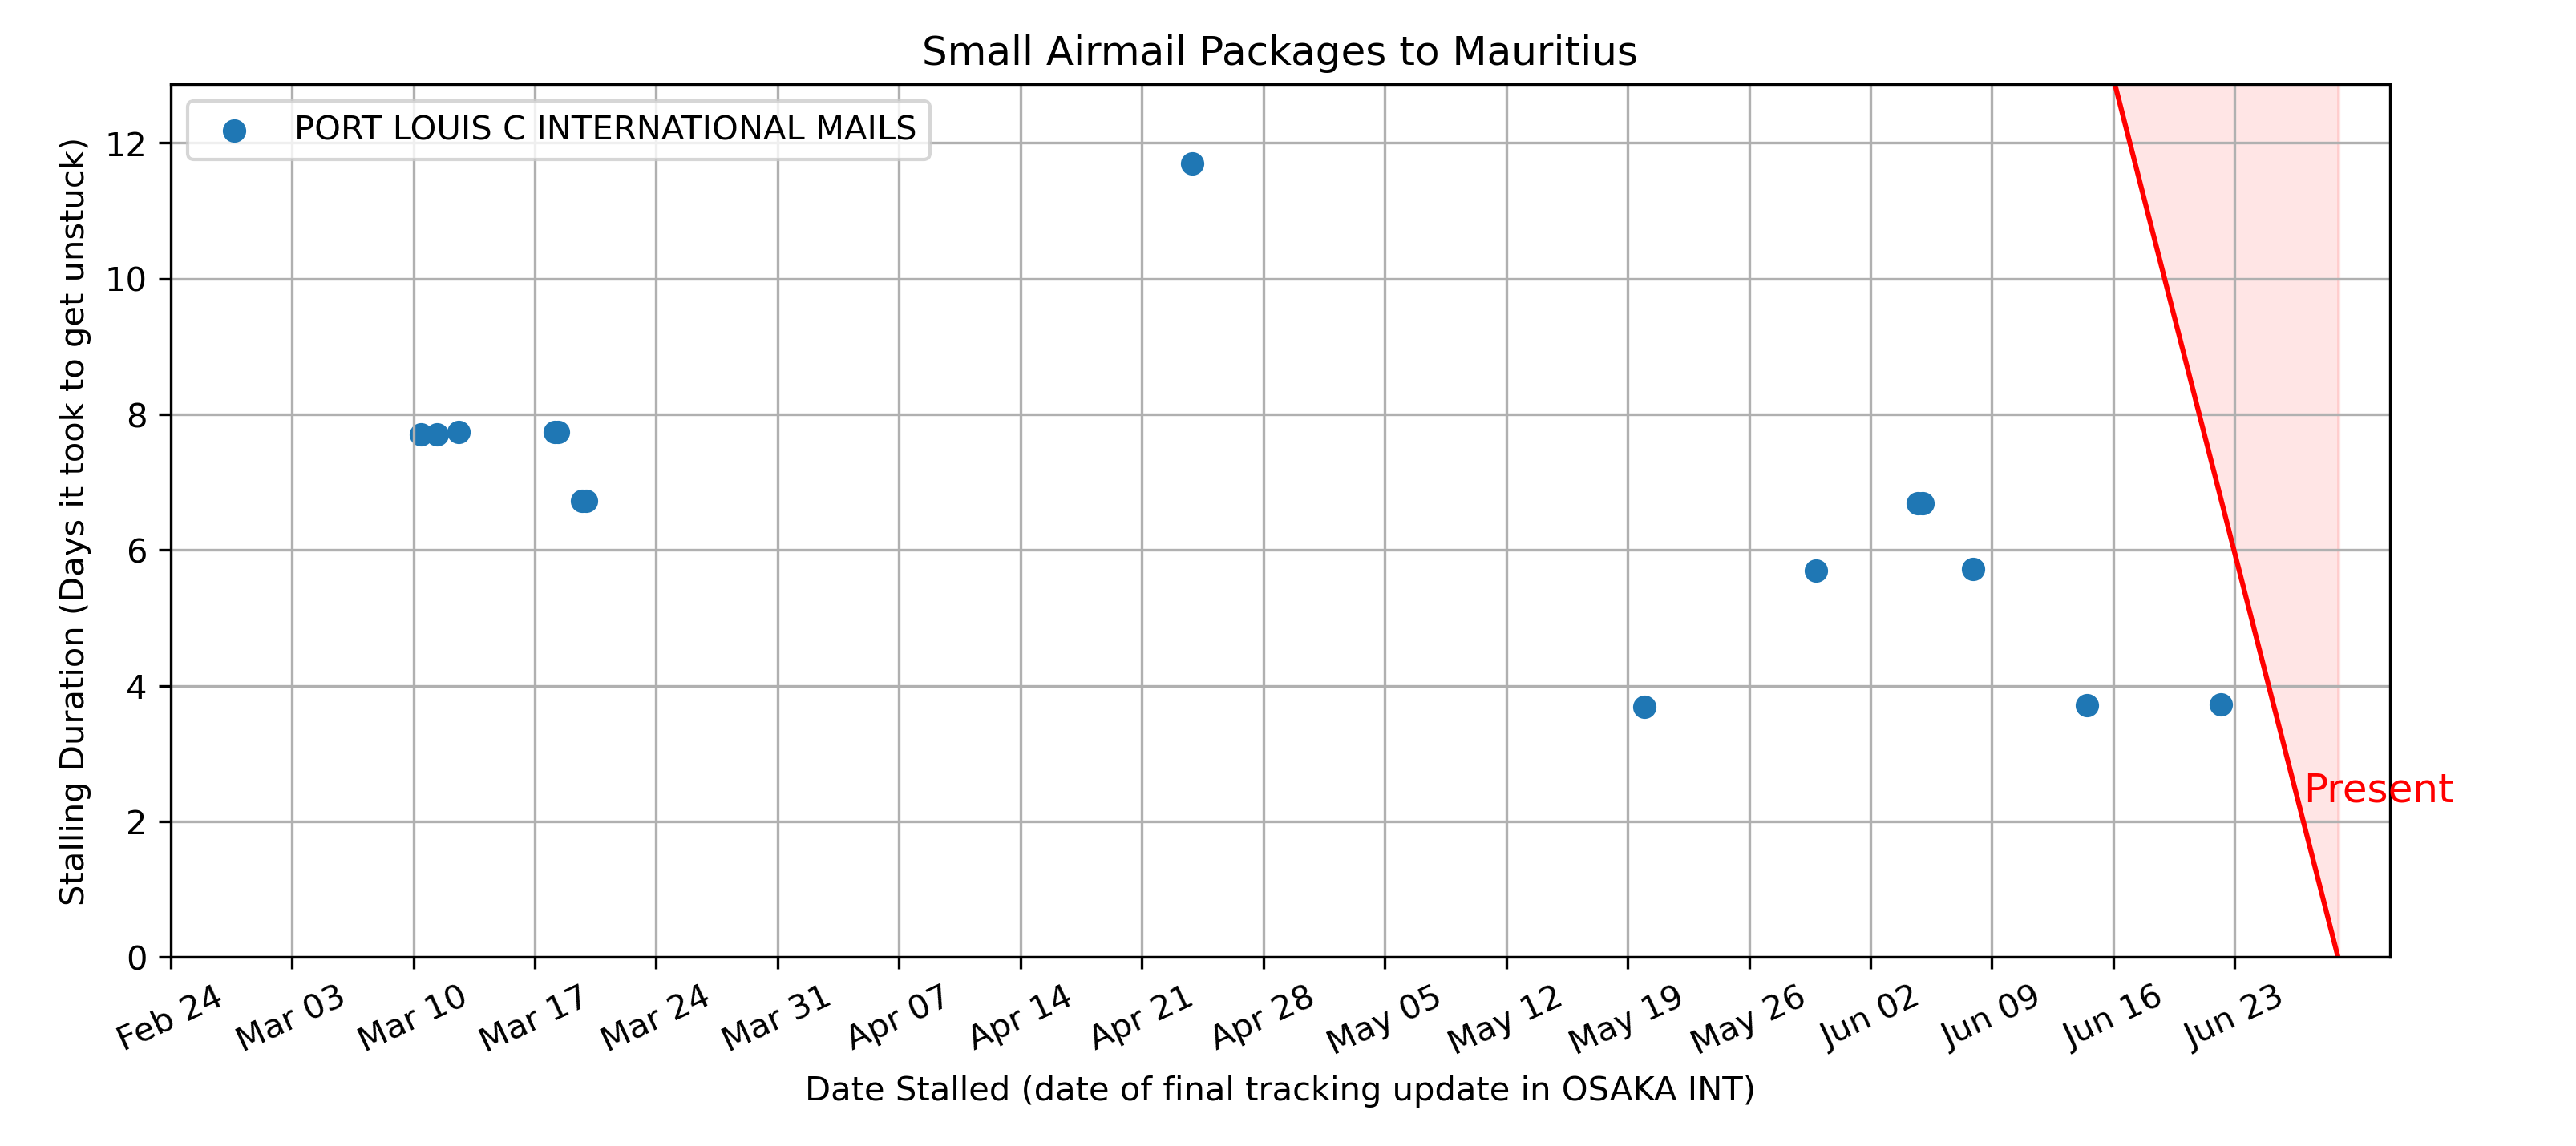 Small Airmail Packages to Mauritius
PORT LOUIS C INTERNATIONAL MAILS
Stalling Duration (Days it took to get unstuck)
12
10
8
6
4
2
0
Present
Feb 24 Mar 03 Mar 10 Mar 17 Mar 24 Mar 31 Apr 07 Apr 14 Apr 21 Apr 28 May 05 May 12 May 19 May 26 Jun 02 Jun 09 Jun 16 Jun 23
Date Stalled (date of final tracking update in OSAKA INT)